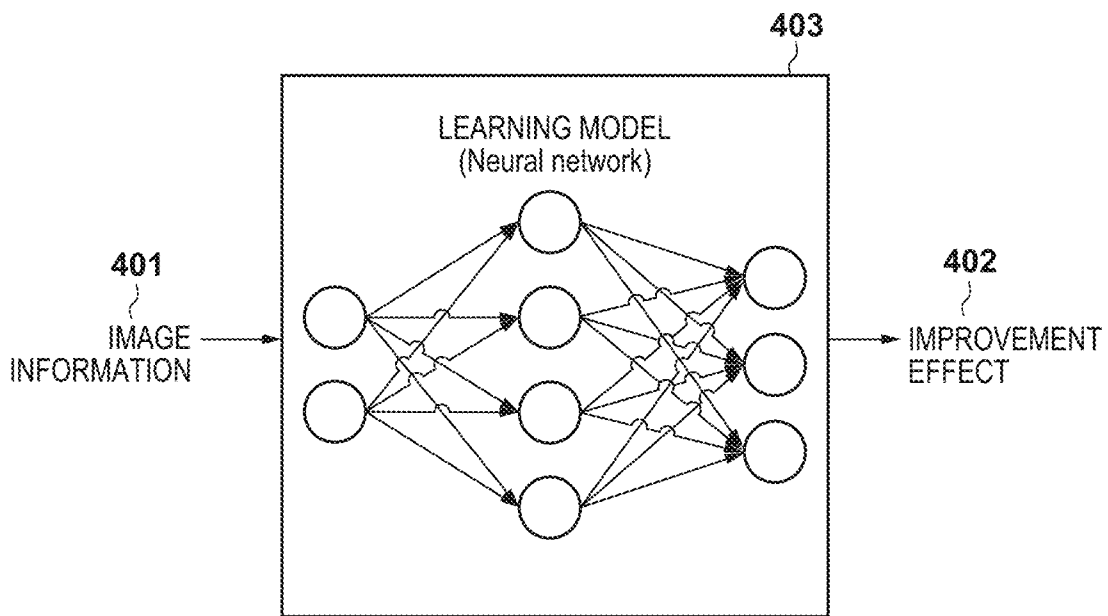 403
LEARNING MODEL
(Neural network)
401
IMAGE
INFORMATION
402
IMPROVEMENT
EFFECT